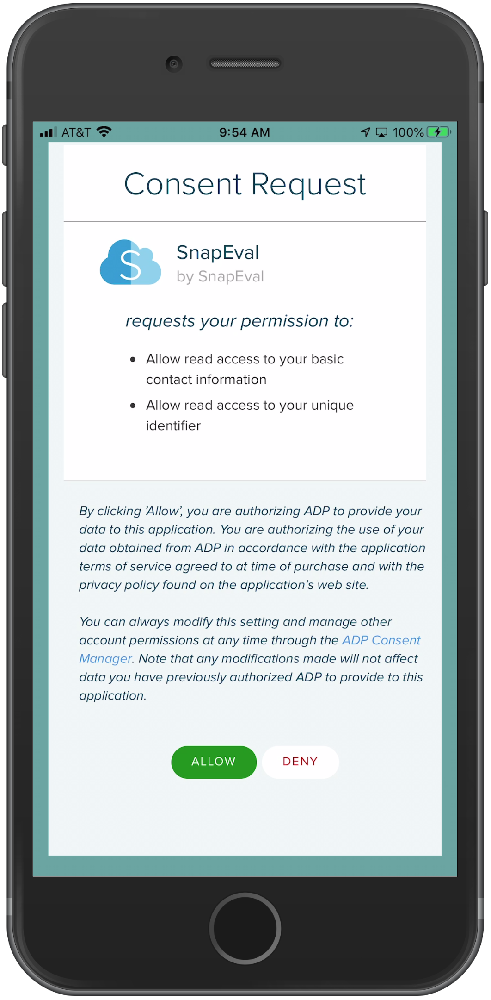 AT&T 9:54 AM 100%
Consent Request
S
SnapEval
by SnapEval
requests your permission to:
• Allow read access to your basic
contact information
• Allow read access to your unique
identifier
By clicking ’Allow’, you are authorizing ADP to provide your
data to this application. You are authorizing the use of your
data obtained from ADP in accordance with the application
terms of service agreed to at time of purchase and with the
privacy policy found on the application’s web site.
You can always modify this setting and manage other
account permissions at any time through the ADP Consent
Manager. Note that any modifications made will not affect
data you have previously authorized ADP to provide to this
application.
ALLOW DENY